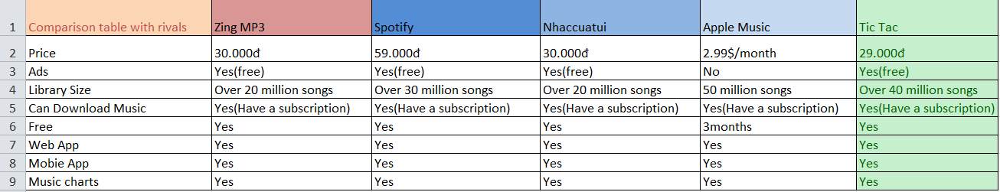 1 Comparison table with rivals Zing MP3 Spotify Nhaccuatui Apple Music Tic Tac
2 Price 30.000đ 59.000đ 30.000đ 2.99$/month 29.000đ
3 Ads Yes(free) Yes(free) Yes(free) No Yes(free)
4 Library Size Over 20 million songs Over 30 million songs Over 20 million songs 50 million songs Over 40 million songs
5 Can Download Music Yes(Have a subscription) Yes(Have a subscription) Yes(Have a subscription) Yes(Have a subscription) Yes(Have a subscription)
6 Free Yes Yes Yes 3months Yes
7 Web App Yes Yes Yes Yes Yes
8 Mobie App Yes Yes Yes Yes Yes
9 Music charts Yes Yes Yes Yes Yes